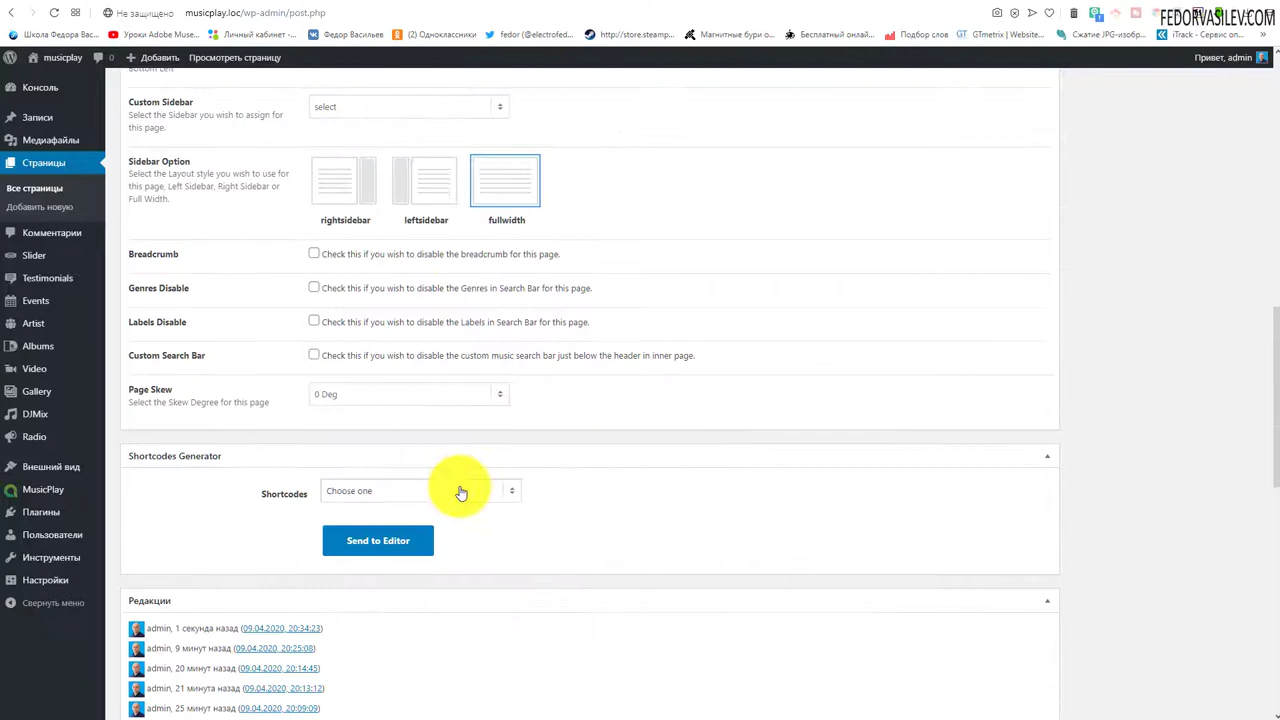 Не защищено
musicplay.loc/wp-admin/post.php
FEDORVASILEV.COM
Школа Федора Вас...
Уроки Adobe Muse...
Личный кабинет -...
Федор Васильев
(2) Одноклассники
fedor (@electrofed...
http://store.steamp...
Магнитные бури о...
Бесплатный онлай...
Подбор слов
GTmetrix | Website...
Сжатие JPG-изобр...
iTrack - Сервис оп...
musicplay
0
Добавить
Просмотреть страницу
Привет, admin
Консоль
Записи
Медиафайлы
Страницы
Все страницы
Добавить новую
Комментарии
Slider
Testimonials
Events
Artist
Albums
Video
Gallery
DJMix
Radio
Внешний вид
MusicPlay
Плагины
Пользователи
Инструменты
Настройки
Свернуть меню
Bottom Left
Custom Sidebar
Select the Sidebar you wish to assign for
this page.
select
Sidebar Option
Select the Layout style you wish to use for
this page, Left Sidebar, Right Sidebar or
Full Width.
rightsidebar
leftsidebar
fullwidth
Breadcrumb
Check this if you wish to disable the breadcrumb for this page.
Genres Disable
Check this if you wish to disable the Genres in Search Bar for this page.
Labels Disable
Check this if you wish to disable the Labels in Search Bar for this page.
Custom Search Bar
Check this if you wish to disable the custom music search bar just below the header in inner page.
Page Skew
Select the Skew Degree for this page
0 Deg
Shortcodes Generator
Shortcodes
Choose one
Send to Editor
Редакции
admin, 1 секунда назад (09.04.2020, 20:34:23)
admin, 9 минут назад (09.04.2020, 20:25:08)
admin, 20 минут назад (09.04.2020, 20:14:45)
admin, 21 минута назад (09.04.2020, 20:13:12)
admin, 25 минут назад (09.04.2020, 20:09:09)